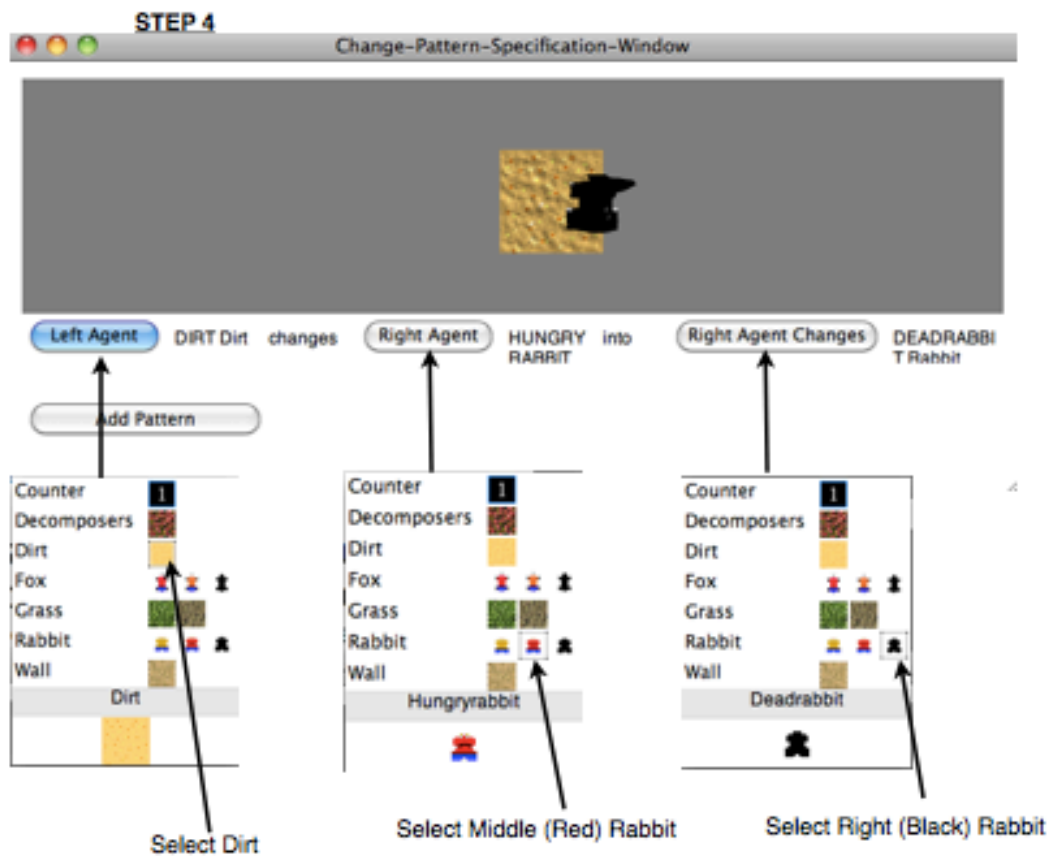 STEP 4
Change-Pattern-Specification-Window
Left Agent DIRT Dirt changes Right Agent HUNGRY into Right Agent Changes DEADRABBI
RABBIT T Rabbit
Add Pattern
Counter 1
Decomposers
Dirt
Fox
Grass
Rabbit
Wall
Dirt
Select Dirt
Counter 1
Decomposers
Dirt
Fox
Grass
Rabbit
Wall
Hungryrabbit
Select Middle (Red) Rabbit
Counter 1
Decomposers
Dirt
Fox
Grass
Rabbit
Wall
Deadrabbit
Select Right (Black) Rabbit